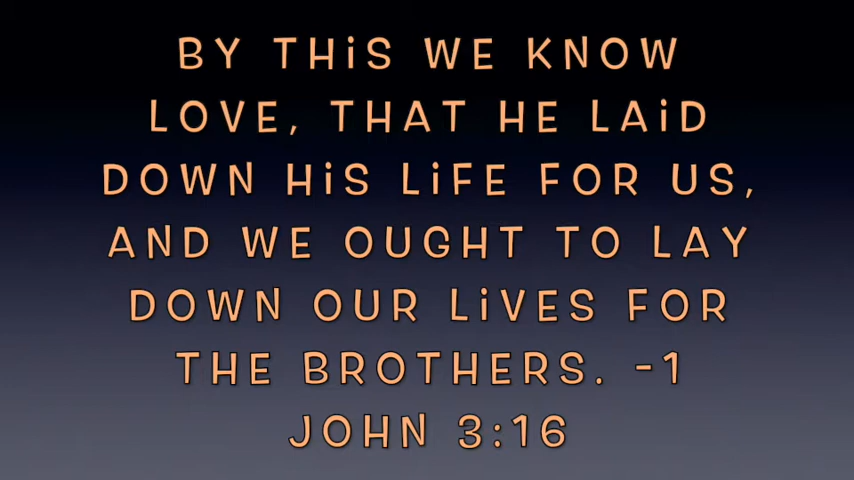 BY THiS WE KNOW
LOVE, THAT HE LAiD
DOWN HiS LiFE FOR US,
AND WE OUGHT TO LAY
DOWN OUR LiVES FOR
THE BROTHERS. -1
JOHN 3:16